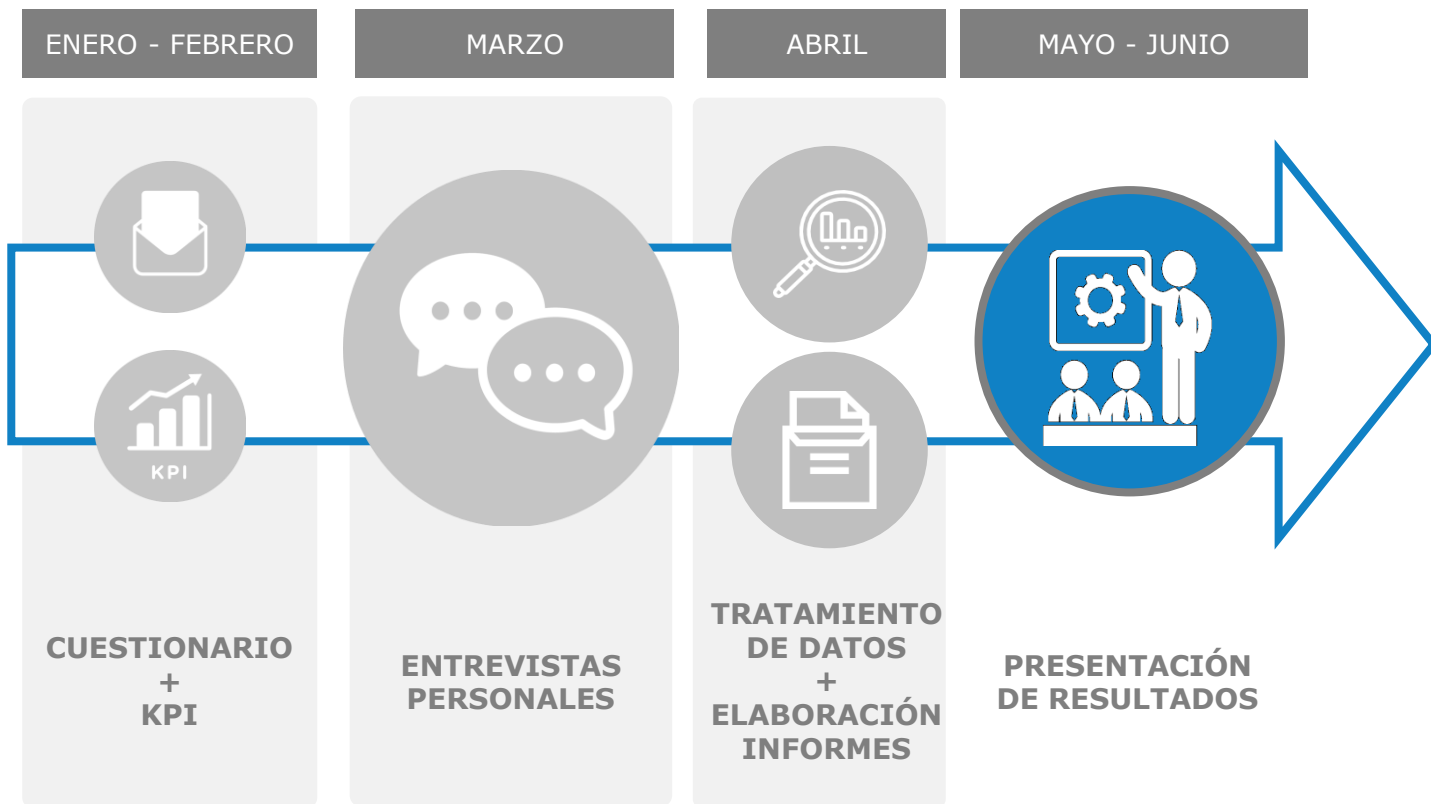 ENERO - FEBRERO
MARZO
ABRIL
MAYO - JUNIO
KPI
CUESTIONARIO
+
KPI
ENTREVISTAS
PERSONALES
TRATAMIENTO
DE DATOS
+
ELABORACIÓN
INFORMES
PRESENTACIÓN
DE RESULTADOS